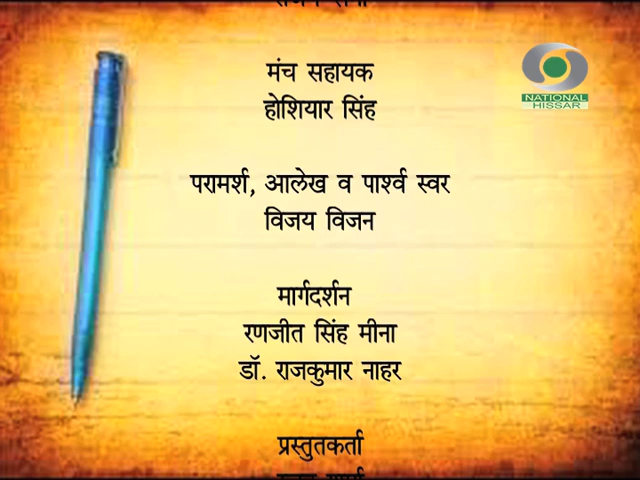 मंच सहायक
होशियार सिंह
NATIONAL
HISSAR
परामर्श, आलेख व पार्श्व स्वर
विजय विजन
मार्गदर्शन
रणजीत सिंह मीना
डॉ. राजकुमार नाहर
प्रस्तुतकर्ता